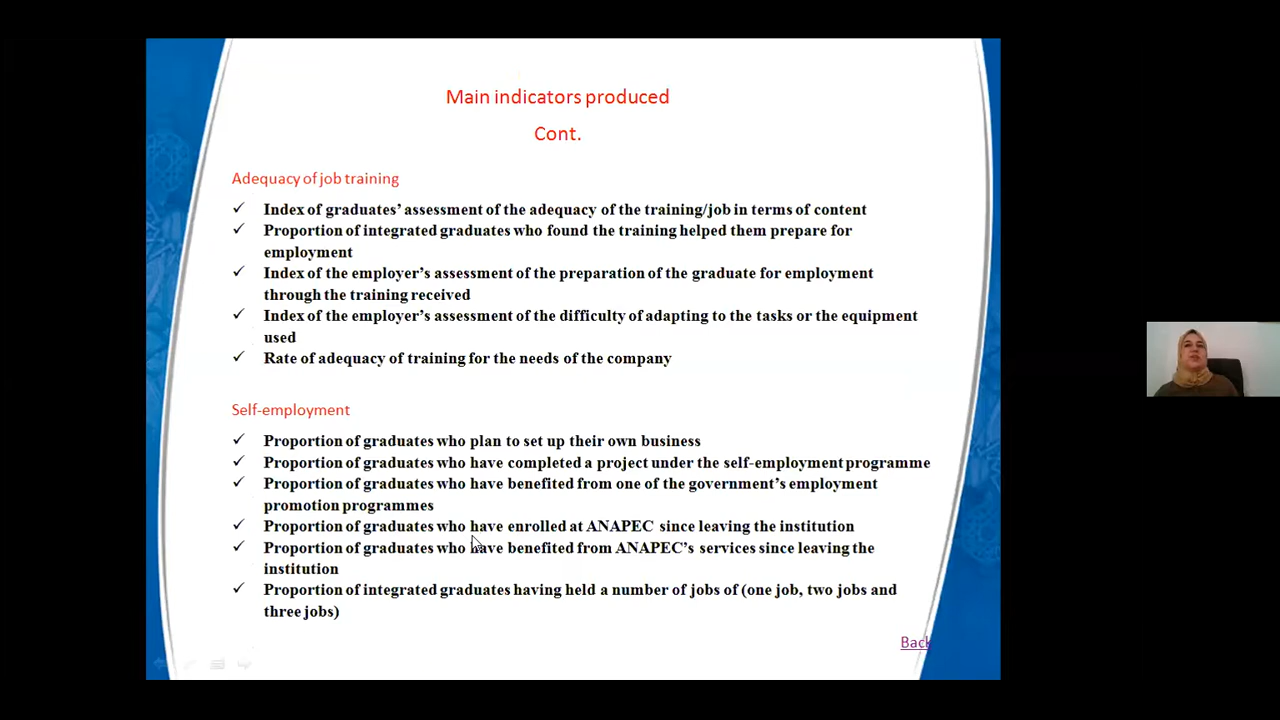 Main indicators produced
Cont.
Adequacy of job training
✓ Index of graduates’ assessment of the adequacy of the training/job in terms of content
✓ Proportion of integrated graduates who found the training helped them prepare for
employment
✓ Index of the employer’s assessment of the preparation of the graduate for employment
through the training received
✓ Index of the employer’s assessment of the difficulty of adapting to the tasks or the equipment
used
✓ Rate of adequacy of training for the needs of the company
Self-employment
✓ Proportion of graduates who plan to set up their own business
✓ Proportion of graduates who have completed a project under the self-employment programme
✓ Proportion of graduates who have benefited from one of the government’s employment
promotion programmes
✓ Proportion of graduates who have enrolled at ANAPEC since leaving the institution
✓ Proportion of graduates who have benefited from ANAPEC’s services since leaving the
institution
✓ Proportion of integrated graduates having held a number of jobs of (one job, two jobs and
three jobs)
Back